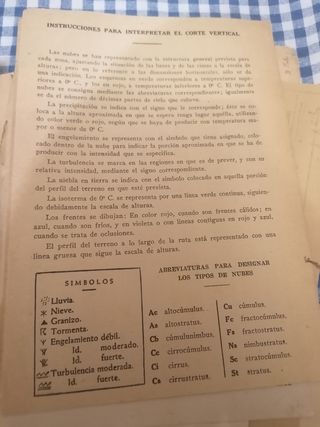 INSTRUCCIONES PARA INTERPRETAR EL CORTE VERTICAL
Las nubes se han representado con la estructura general prevista para
cada zona, ajustando la situación de las bases y de las cimas a la escala de
alturas; pero en lo referente a las dimensiones horizontales, sólo se da
una indicación. Los esquemas en verde corresponden a temperaturas supe-
riores a 0° C. y los en rojo, a temperaturas inferiores a 0° C. El tipo de
nubes se consigna mediante las abreviaturas correspondientes; igualmente
se da el número de décimas partes de cielo que cubren.
La precipitación se indica con el signo que le corresponde; éste se co-
loca a la altura aproximada en que se espera tenga lugar aquélla, utilizan-
do color verde o rojo, según que se haya de producir con temperatura ma-
yor o menor de 0° C.
El engelamiento se representa con el símbolo que tiene asignado, colo-
cado dentro de la nube para indicar la porción aproximada en que se ha de
producir con la intensidad que se especifica.
La turbulencia se marca en las regiones en que es de prever, y con su
relativa intensidad, mediante el signo correspondiente.
La niebla en tierra se indica con el símbolo colocado en aquella porción
del perfil del terreno en que esté prevista.
La isoterma de 0° C. se representa por una línea verde continua, siguien-
do debidamente la escala de alturas.
Los frentes se dibujan: En color rojo, cuando son frentes cálidos; en
azul, cuando son fríos, y en violeta o con líneas contiguas en rojo y azul,
cuando se trata de oclusiones.
El perfil del terreno a lo largo de la ruta está representado con una
línea gruesa que sigue la escala de alturas.
SIMBOLOS
Lluvia.
Nieve.
Granizo.
Tormenta.
Engelamiento débil.
Id. moderado.
Id. fuerte.
Turbulencia moderada.
Id. fuerte.
ABREVIATURAS PARA DESIGNAR
LOS TIPOS DE NUBES
Ac altocúmulus.
As altostratus.
Cb cúmulunimbus.
Cc cirrocúmulus.
Ci cirrus.
Cs cirrostratus.
Cu cúmulus.
Fc fractocúmulus.
Fs fractostratus.
Ns nimbustratus.
Sc stratocúmulus.
St stratus.